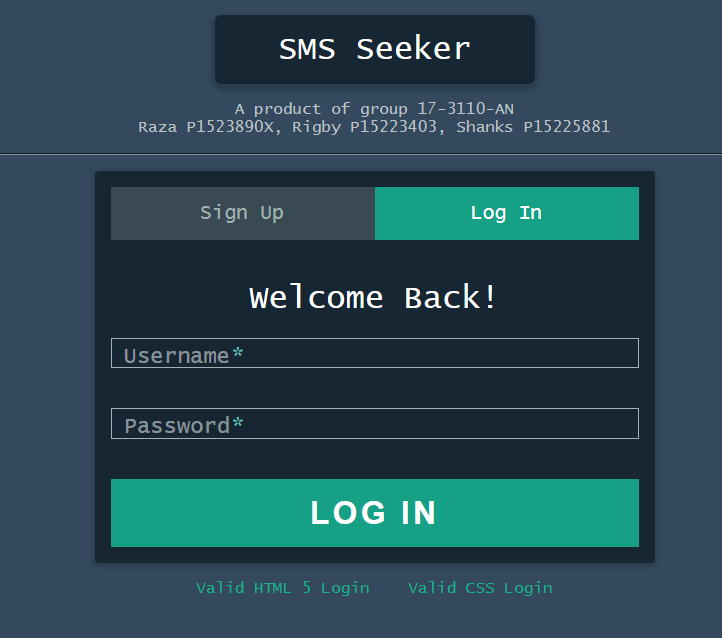 SMS Seeker
A product of group 17-3110-AN
Raza P1523890X, Rigby P15223403, Shanks P15225881
Sign Up
Log In
Welcome Back!
Username*
Password*
LOG IN
Valid HTML 5 Login
Valid CSS Login